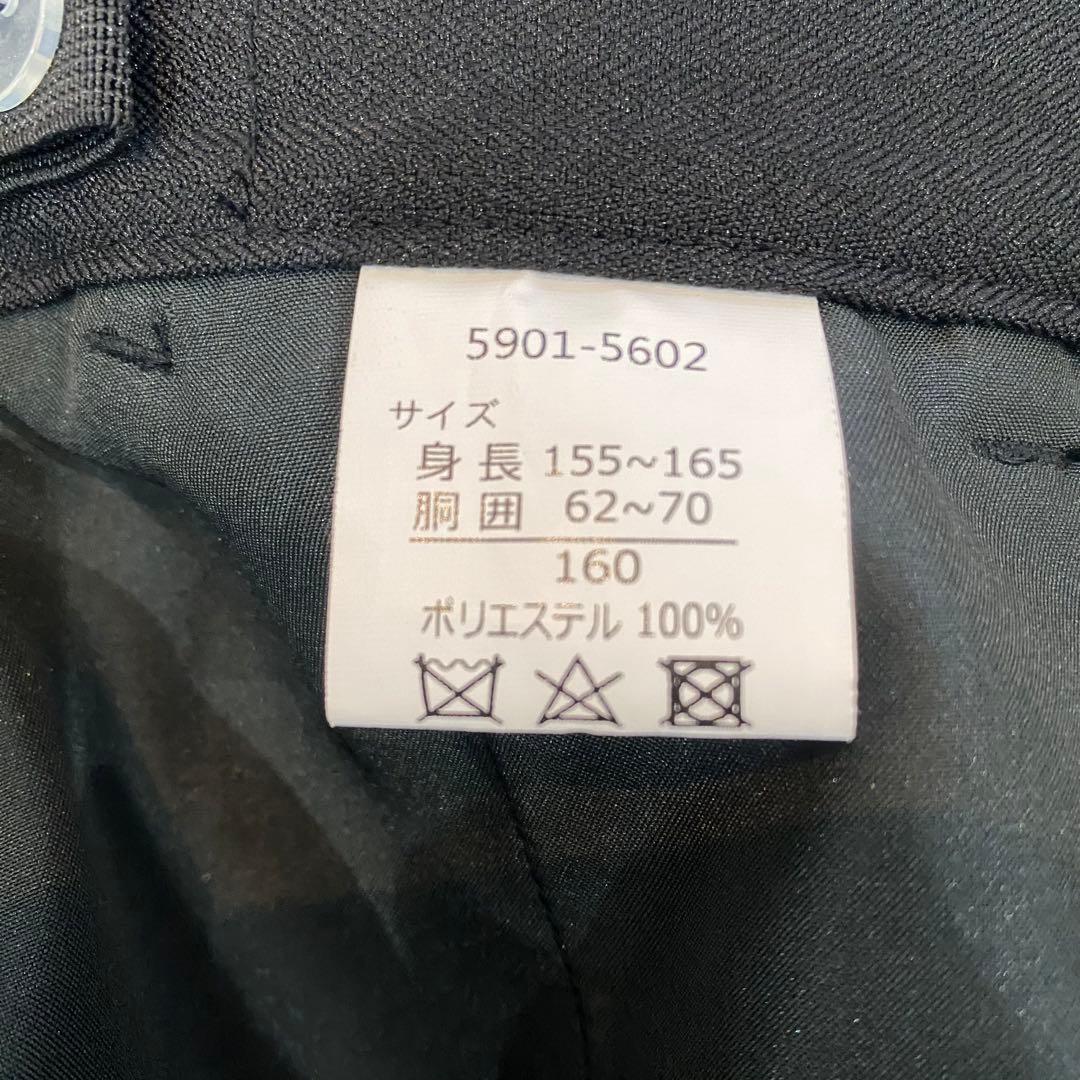 5901-5602
サイズ
身長 155~165
胴囲 62~70
160
ポリエステル 100%